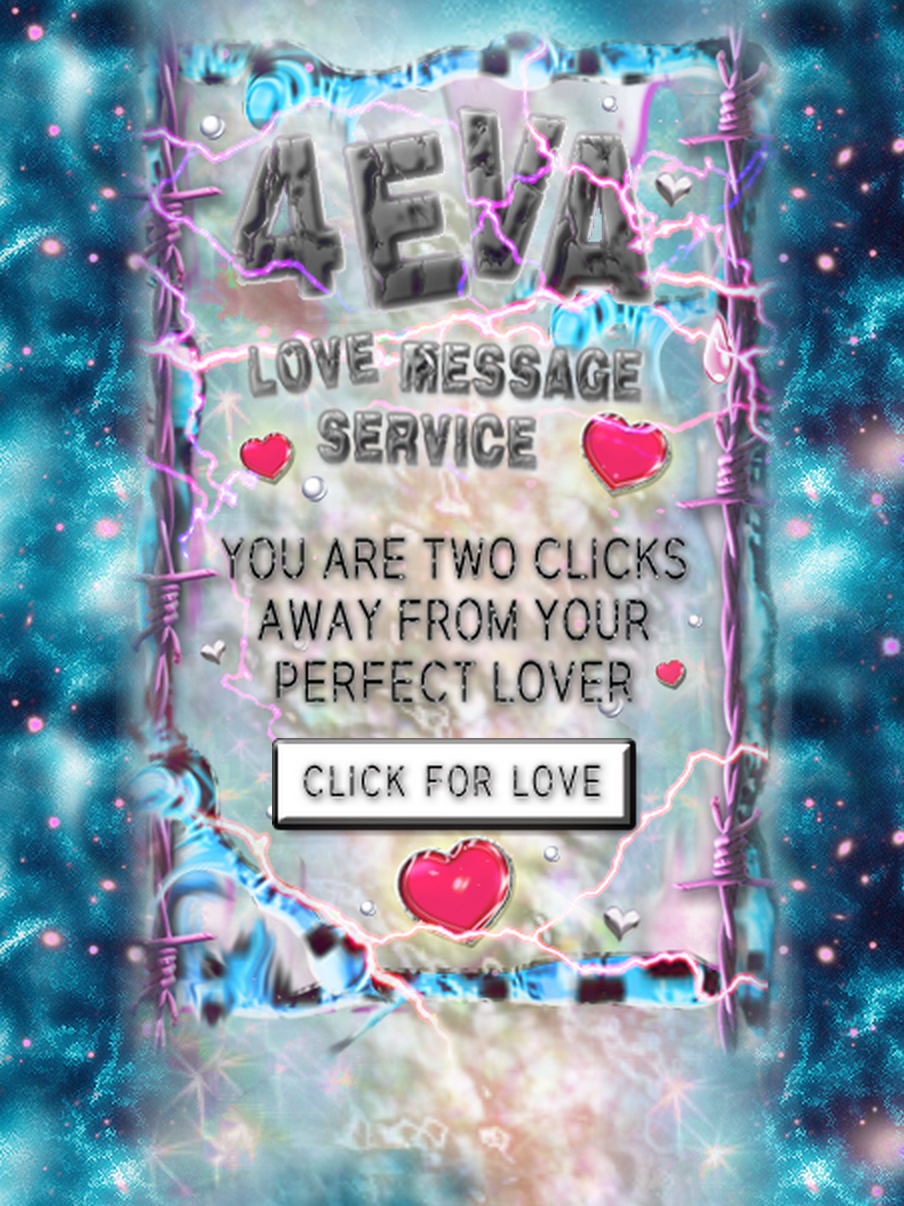 4EVA
LOVE MESSAGE
SERVICE
YOU ARE TWO CLICKS
AWAY FROM YOUR
PERFECT LOVER
CLICK FOR LOVE